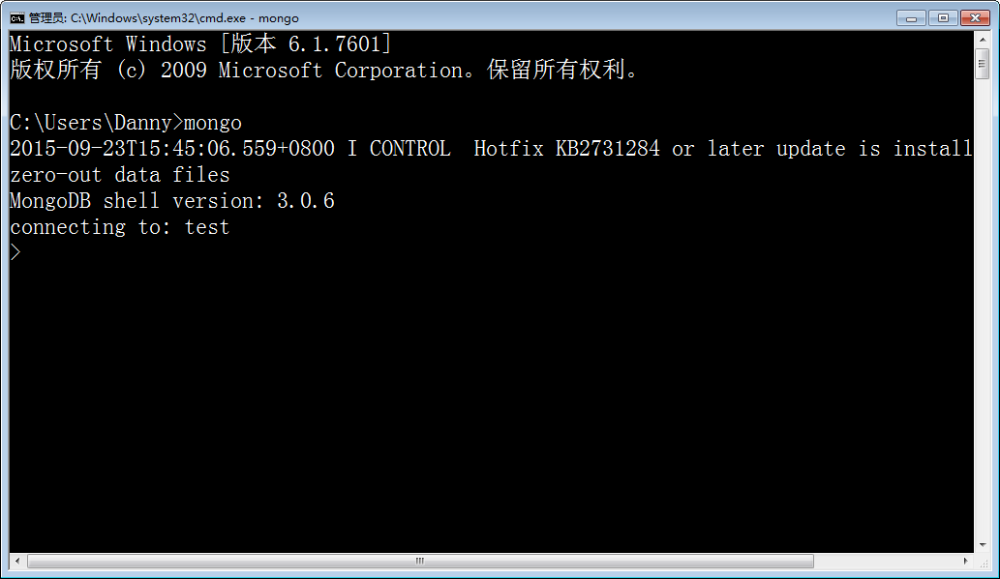 管理员: C:\Windows\system32\cmd.exe - mongo
Microsoft Windows [版本 6.1.7601]
版权所有 (c) 2009 Microsoft Corporation。保留所有权利。
C:\Users\Danny>mongo
2015-09-23T15:45:06.559+0800 I CONTROL  Hotfix KB2731284 or later update is install
zero-out data files
MongoDB shell version: 3.0.6
connecting to: test
>